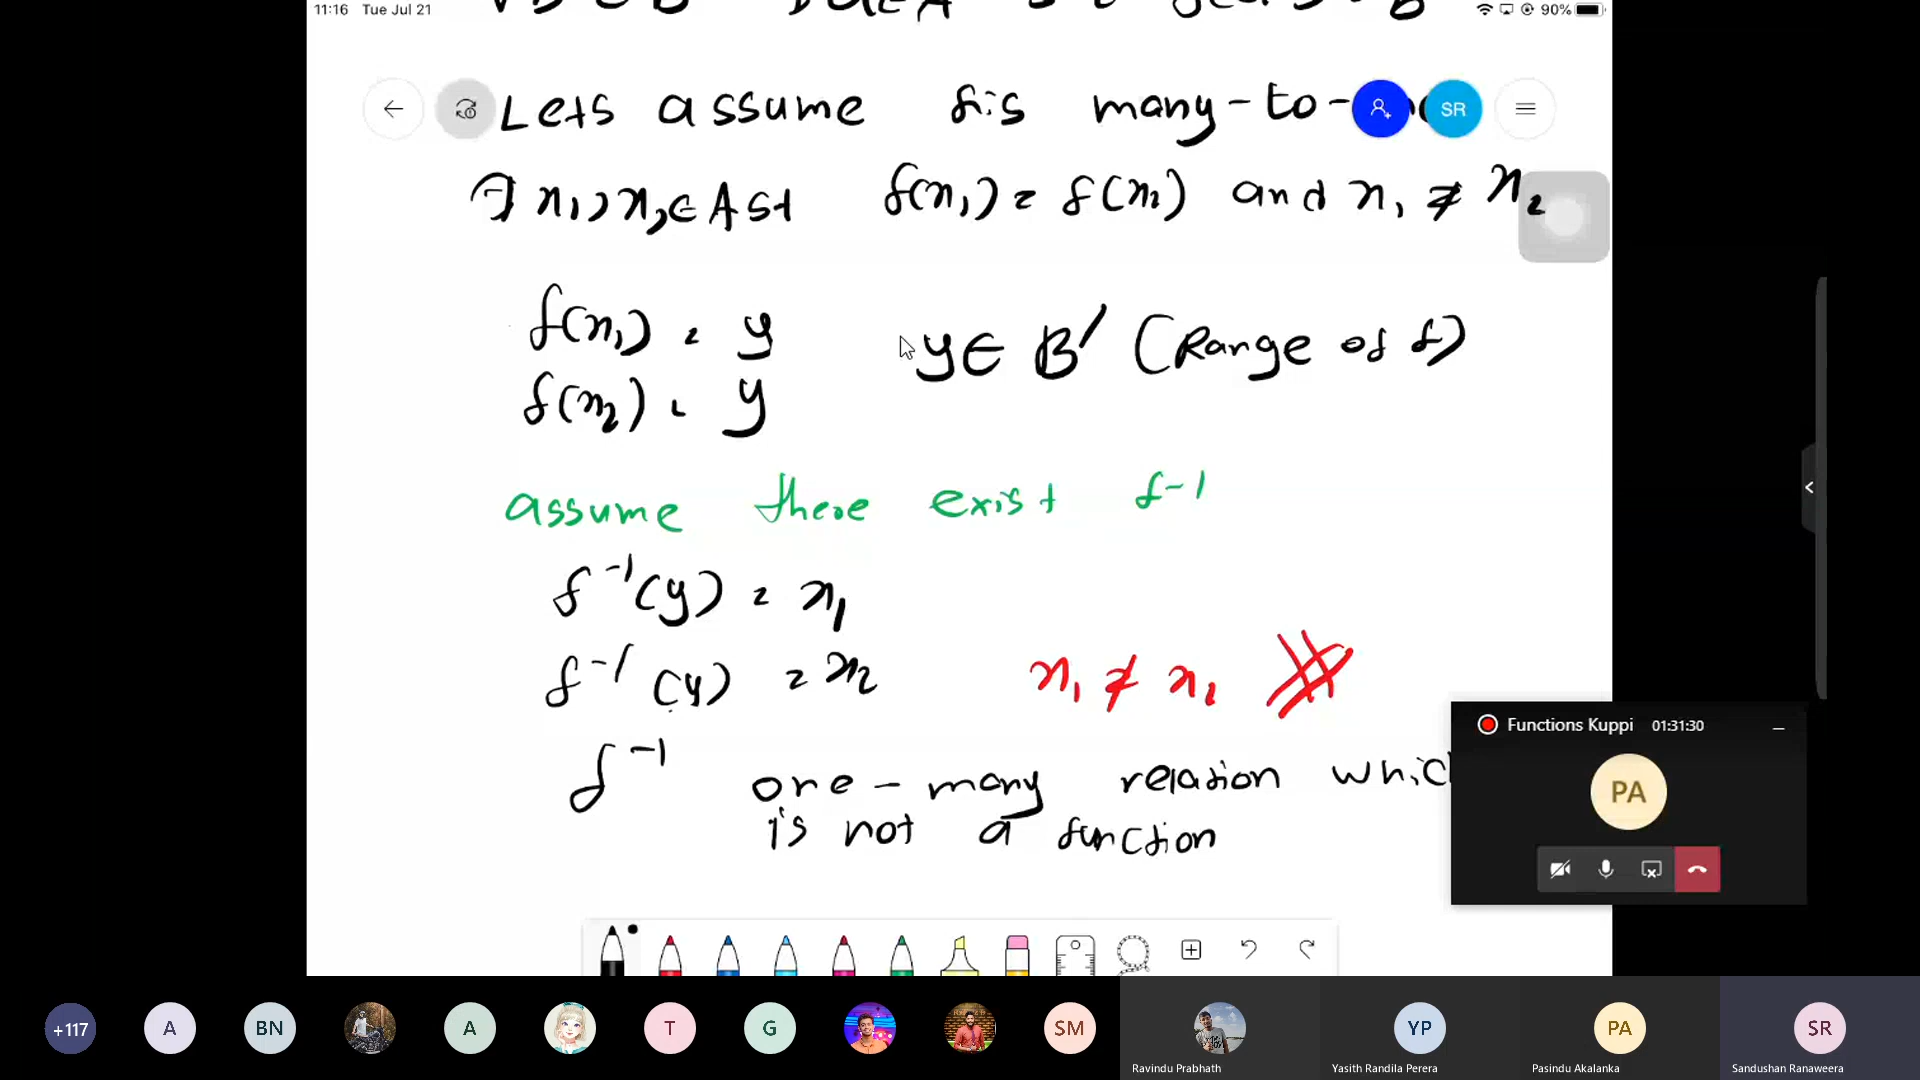 11:16 Tue Jul 21
90%
Lets assume f is many-to-
SR
∃ x₁, x₂ ∈ A st f(x₁) = f(x₂) and x₁ ≠ x₂
f(x₁) = y
y ∈ B' (Range of f)
f(x₂) = y
assume there exist f⁻¹
f⁻¹(y) = x₁
f⁻¹(y) = x₂ x₁ ≠ x₂
Functions Kuppi 01:31:30
PA
f⁻¹ one-many relation whic
is not a function
+117 A BN A T G SM YP PA SR
Ravindu Prabhath Yasith Randila Perera Pasindu Akalanka Sandushan Ranaweera